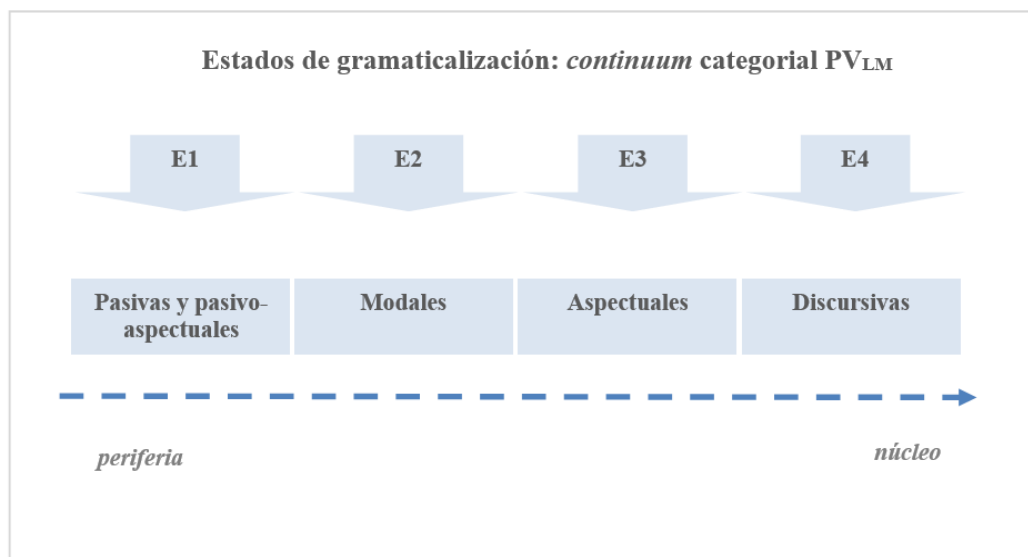 Estados de gramaticalización: continuum categorial PVLM
E1
E2
E3
E4
Pasivas y pasivo-
aspectuales
Modales
Aspectuales
Discursivas
periferia
núcleo